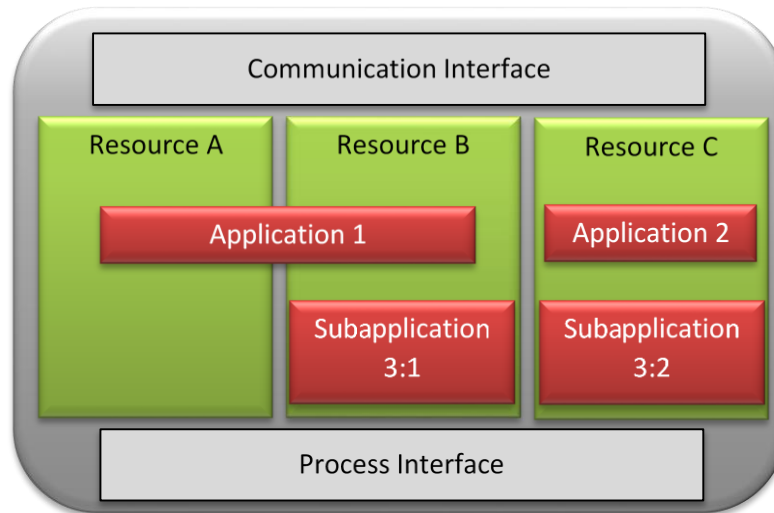 Communication Interface
Resource A
Resource B
Resource C
Application 1
Application 2
Subapplication
3:1
Subapplication
3:2
Process Interface